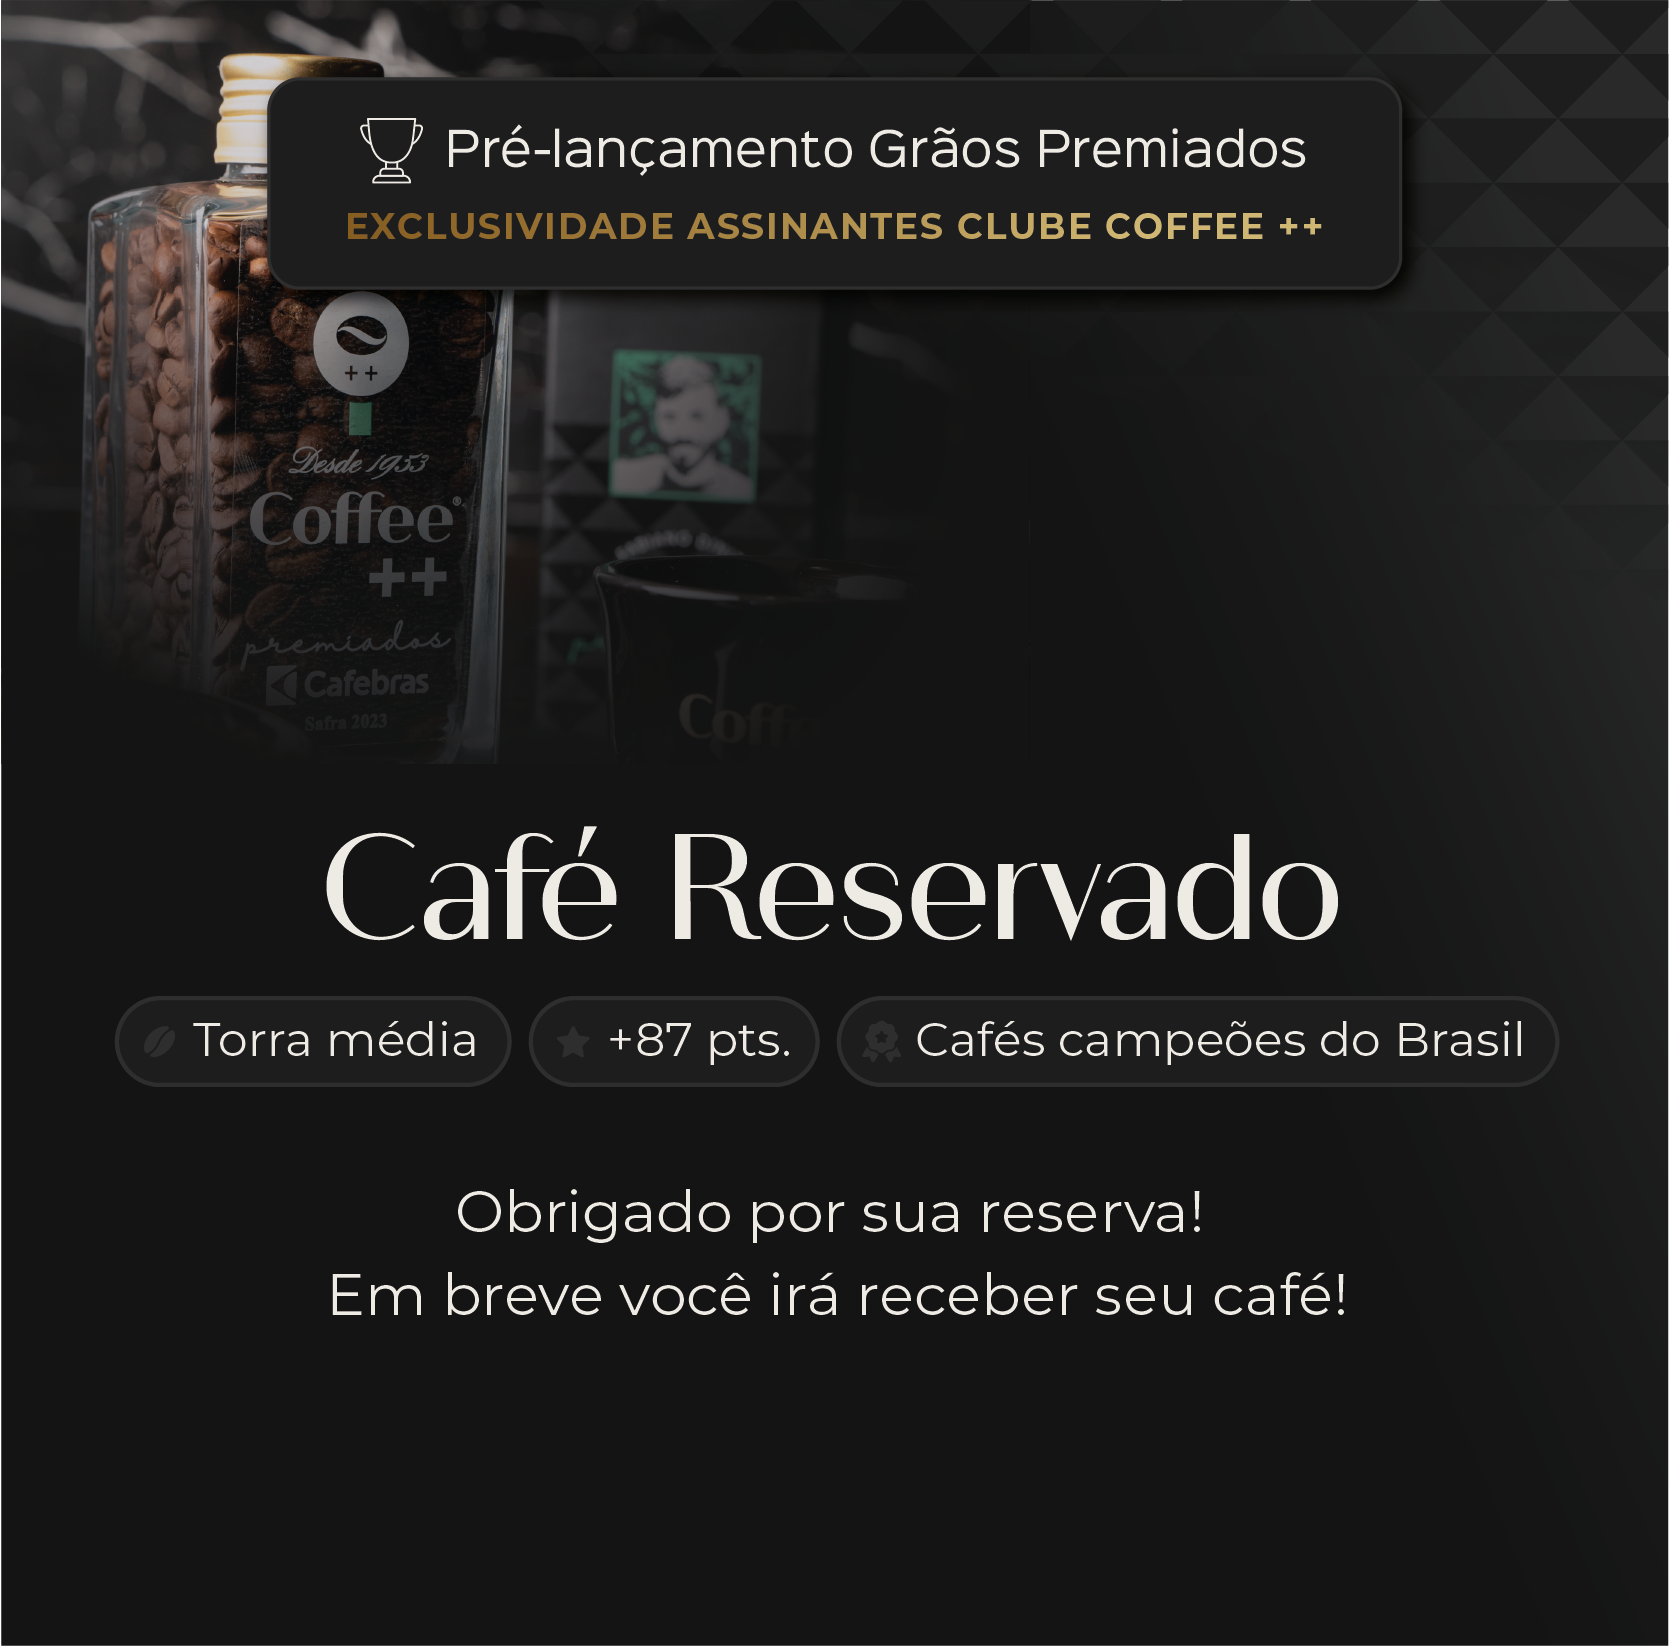 Pré-lançamento Grãos Premiados
EXCLUSIVIDADE ASSINANTES CLUBE COFFEE ++
++
Desde 1953
Coffee®
++
premiados
Cafebras
Safra 2023
Café Reservado
Torra média
+87 pts.
Cafés campeões do Brasil
Obrigado por sua reserva!
Em breve você irá receber seu café!